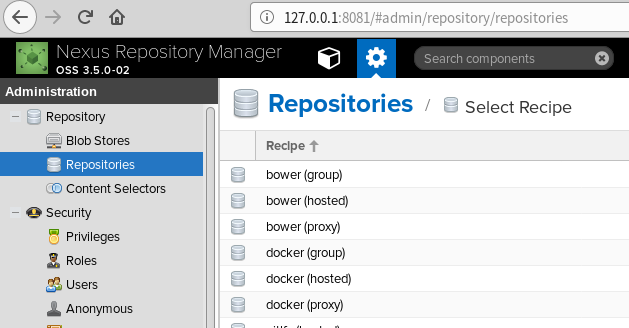 127.0.0.1:8081/#admin/repository/repositories
Nexus Repository Manager
OSS 3.5.0-02
Search components
Administration
Repository
Blob Stores
Repositories
Content Selectors
Security
Privileges
Roles
Users
Anonymous
Repositories / Select Recipe
Recipe
bower (group)
bower (hosted)
bower (proxy)
docker (group)
docker (hosted)
docker (proxy)